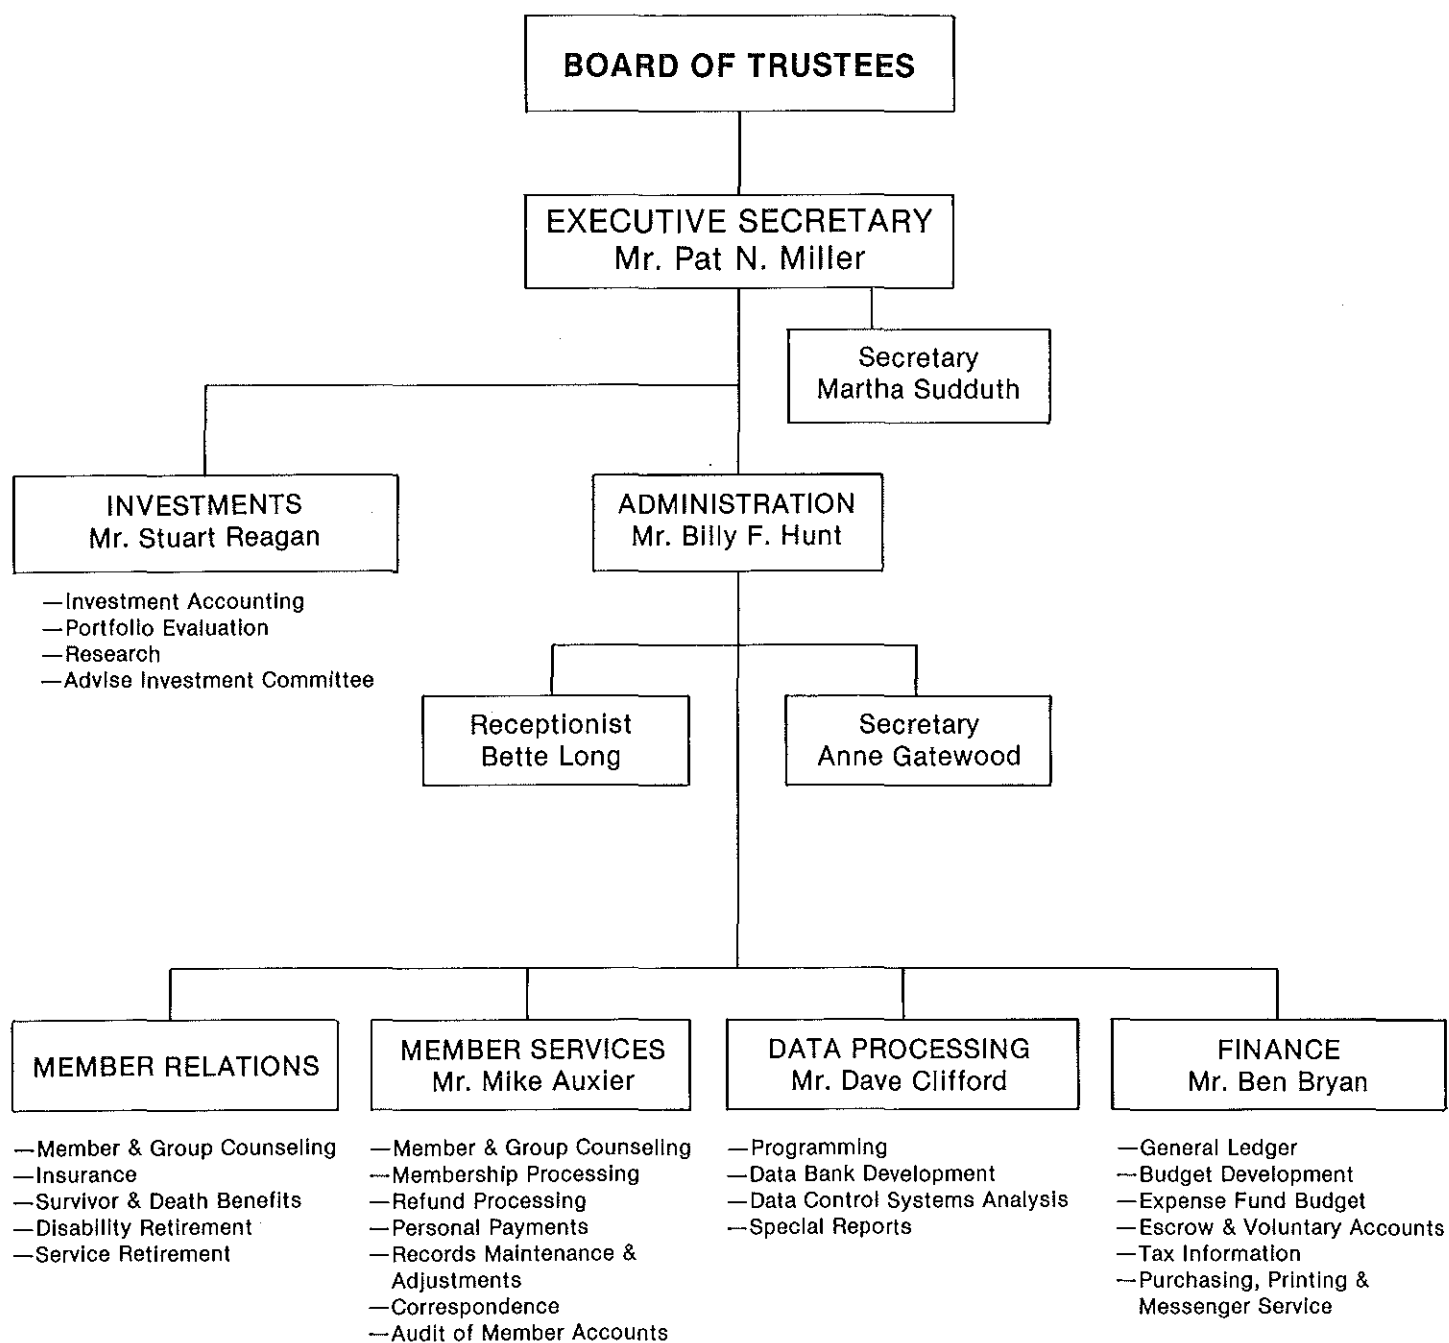 BOARD OF TRUSTEES
EXECUTIVE SECRETARY
Mr. Pat N. Miller
Secretary
Martha Sudduth
INVESTMENTS
Mr. Stuart Reagan
—Investment Accounting
—Portfolio Evaluation
—Research
—Advise Investment Committee
ADMINISTRATION
Mr. Billy F. Hunt
Receptionist
Bette Long
Secretary
Anne Gatewood
MEMBER RELATIONS
—Member & Group Counseling
—Insurance
—Survivor & Death Benefits
—Disability Retirement
—Service Retirement
MEMBER SERVICES
Mr. Mike Auxier
—Member & Group Counseling
—Membership Processing
—Refund Processing
—Personal Payments
—Records Maintenance &
Adjustments
—Correspondence
—Audit of Member Accounts
DATA PROCESSING
Mr. Dave Clifford
—Programming
—Data Bank Development
—Data Control Systems Analysis
—Special Reports
FINANCE
Mr. Ben Bryan
—General Ledger
—Budget Development
—Expense Fund Budget
—Escrow & Voluntary Accounts
—Tax Information
—Purchasing, Printing &
Messenger Service